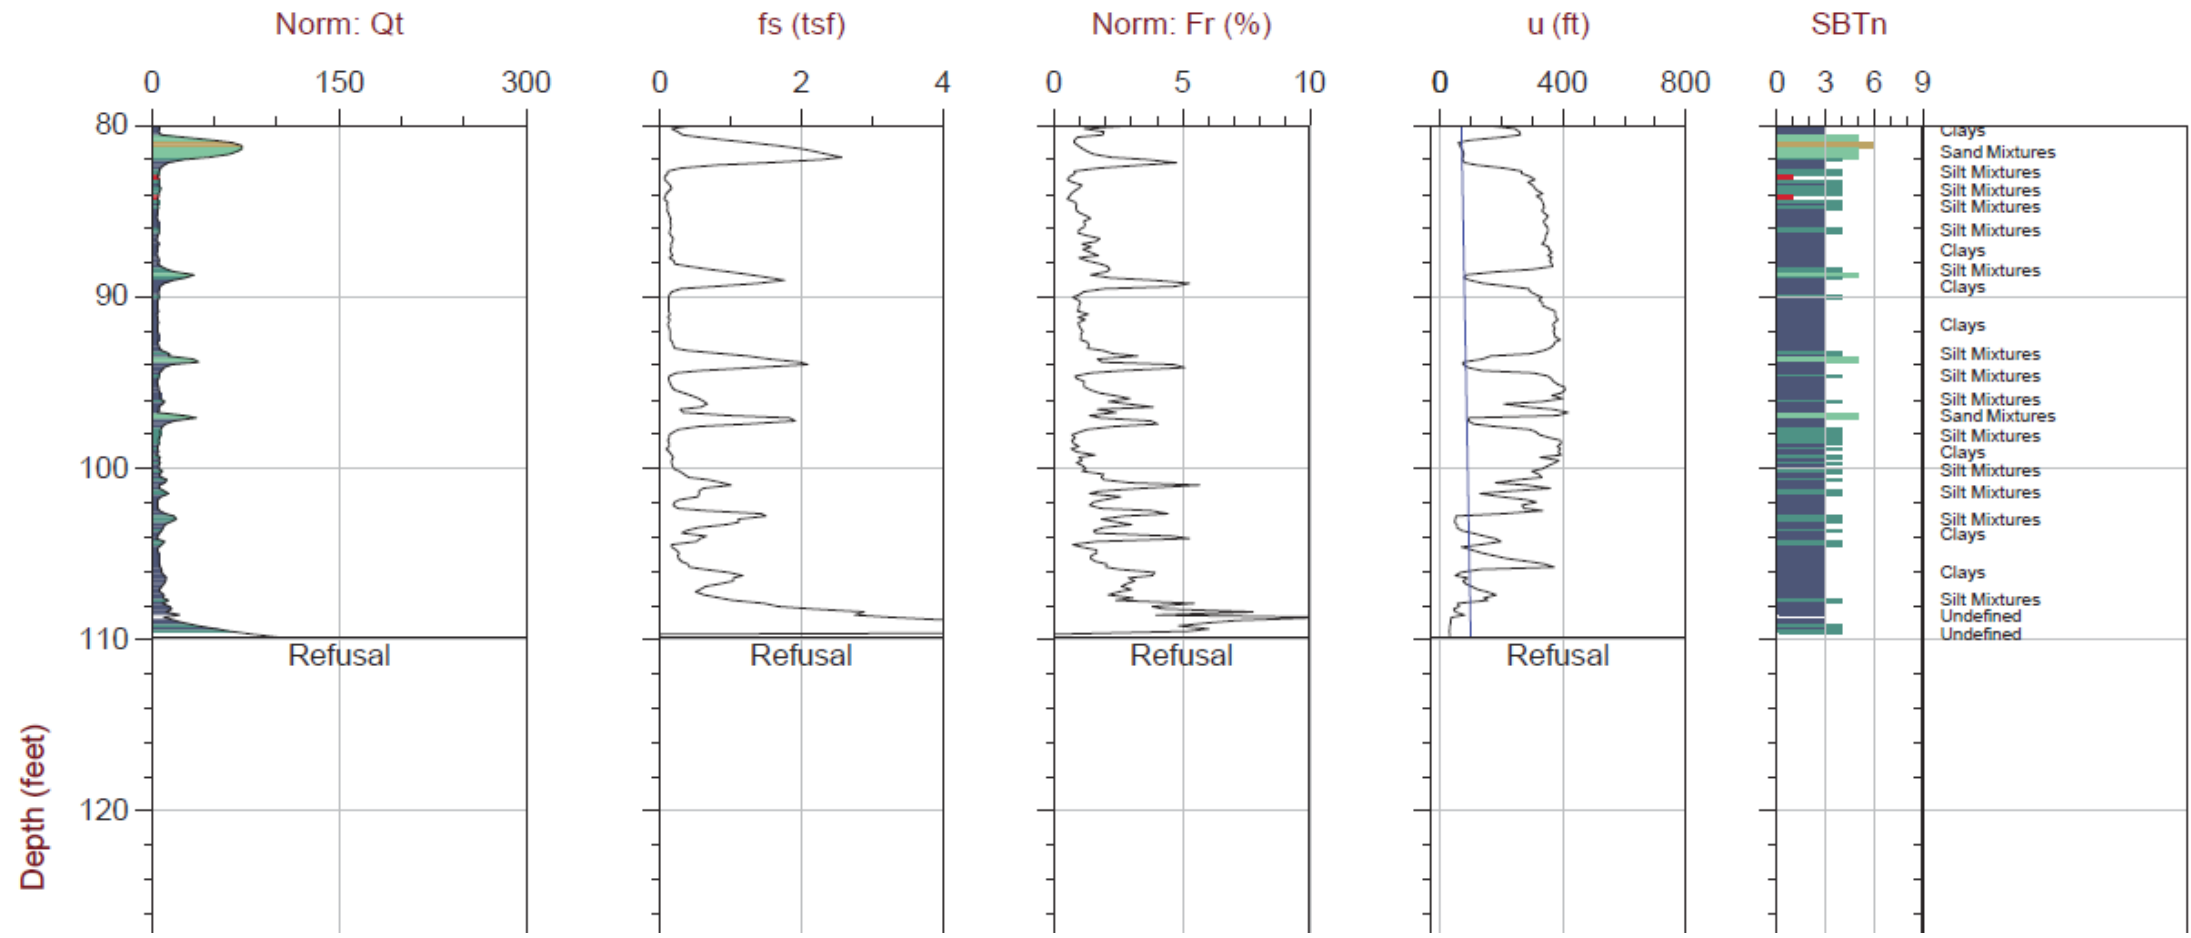 Norm: Qt fs (tsf) Norm: Fr (%) u (ft) SBTn
0 150 300 0 2 4 0 5 10 0 400 800 0 3 6 9
80
Clays
Sand Mixtures
Silt Mixtures
Silt Mixtures
Silt Mixtures
Silt Mixtures
Clays
Silt Mixtures
Clays
90
Clays
Silt Mixtures
Silt Mixtures
Silt Mixtures
Sand Mixtures
Silt Mixtures
Clays
100
Silt Mixtures
Silt Mixtures
Silt Mixtures
Clays
Clays
Silt Mixtures
Undefined
Undefined
110
Refusal Refusal Refusal Refusal
120
Depth (feet)